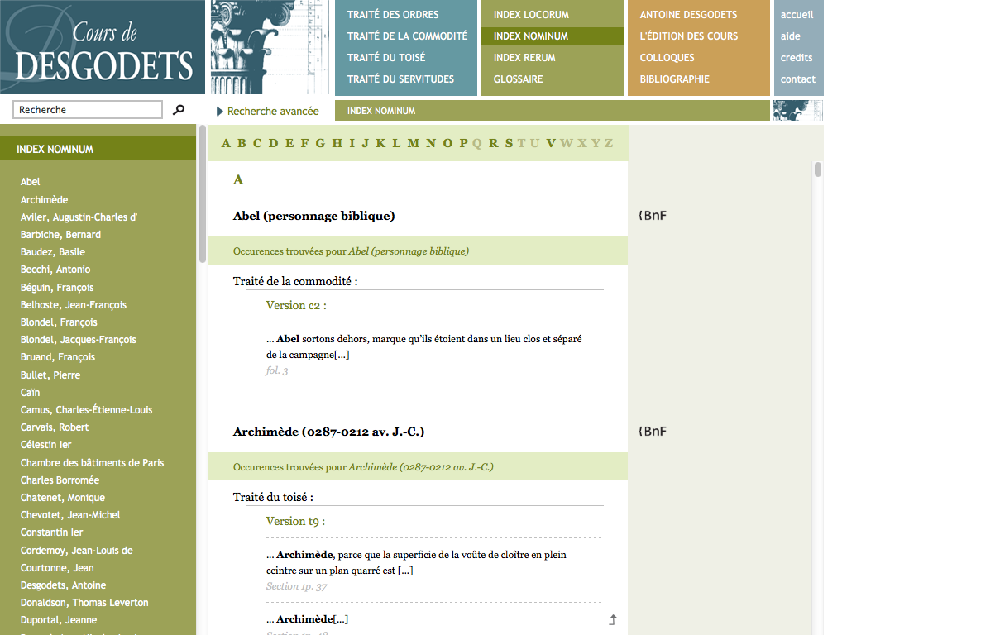 Cours de
DESGODETS
TRAITÉ DES ORDRES
TRAITÉ DE LA COMMODITÉ
TRAITÉ DU TOISÉ
TRAITÉ DU SERVITUDES
INDEX LOCORUM
INDEX NOMINUM
INDEX RERUM
GLOSSAIRE
ANTOINE DESGODETS
L'ÉDITION DES COURS
COLLOQUES
BIBLIOGRAPHIE
accueil
aide
credits
contact
Recherche
Recherche avancée
INDEX NOMINUM
INDEX NOMINUM
Abel
Archimède
Aviler, Augustin-Charles d'
Barbiche, Bernard
Baudez, Basile
Becchi, Antonio
Béguin, François
Belhoste, Jean-François
Blondel, François
Blondel, Jacques-François
Bruand, François
Bullet, Pierre
Caïn
Camus, Charles-Étienne-Louis
Carvais, Robert
Célestin Ier
Chambre des bâtiments de Paris
Charles Borromée
Chatenet, Monique
Chevotet, Jean-Michel
Constantin Ier
Cordemoy, Jean-Louis de
Courtonne, Jean
Desgodets, Antoine
Donaldson, Thomas Leverton
Duportal, Jeanne
A B C D E F G H I J K L M N O P Q R S T U V W X Y Z
A
Abel (personnage biblique)
{BnF
Occurences trouvées pour Abel (personnage biblique)
Traité de la commodité :
Version c2 :
... Abel sortons dehors, marque qu'ils étoient dans un lieu clos et séparé
de la campagne[...]
fol. 3
Archimède (0287-0212 av. J.-C.)
{BnF
Occurences trouvées pour Archimède (0287-0212 av. J.-C.)
Traité du toisé :
Version t9 :
... Archimède, parce que la superficie de la voûte de cloître en plein
ceintre sur un plan quarré est [...]
Section 1p. 37
... Archimède[...]